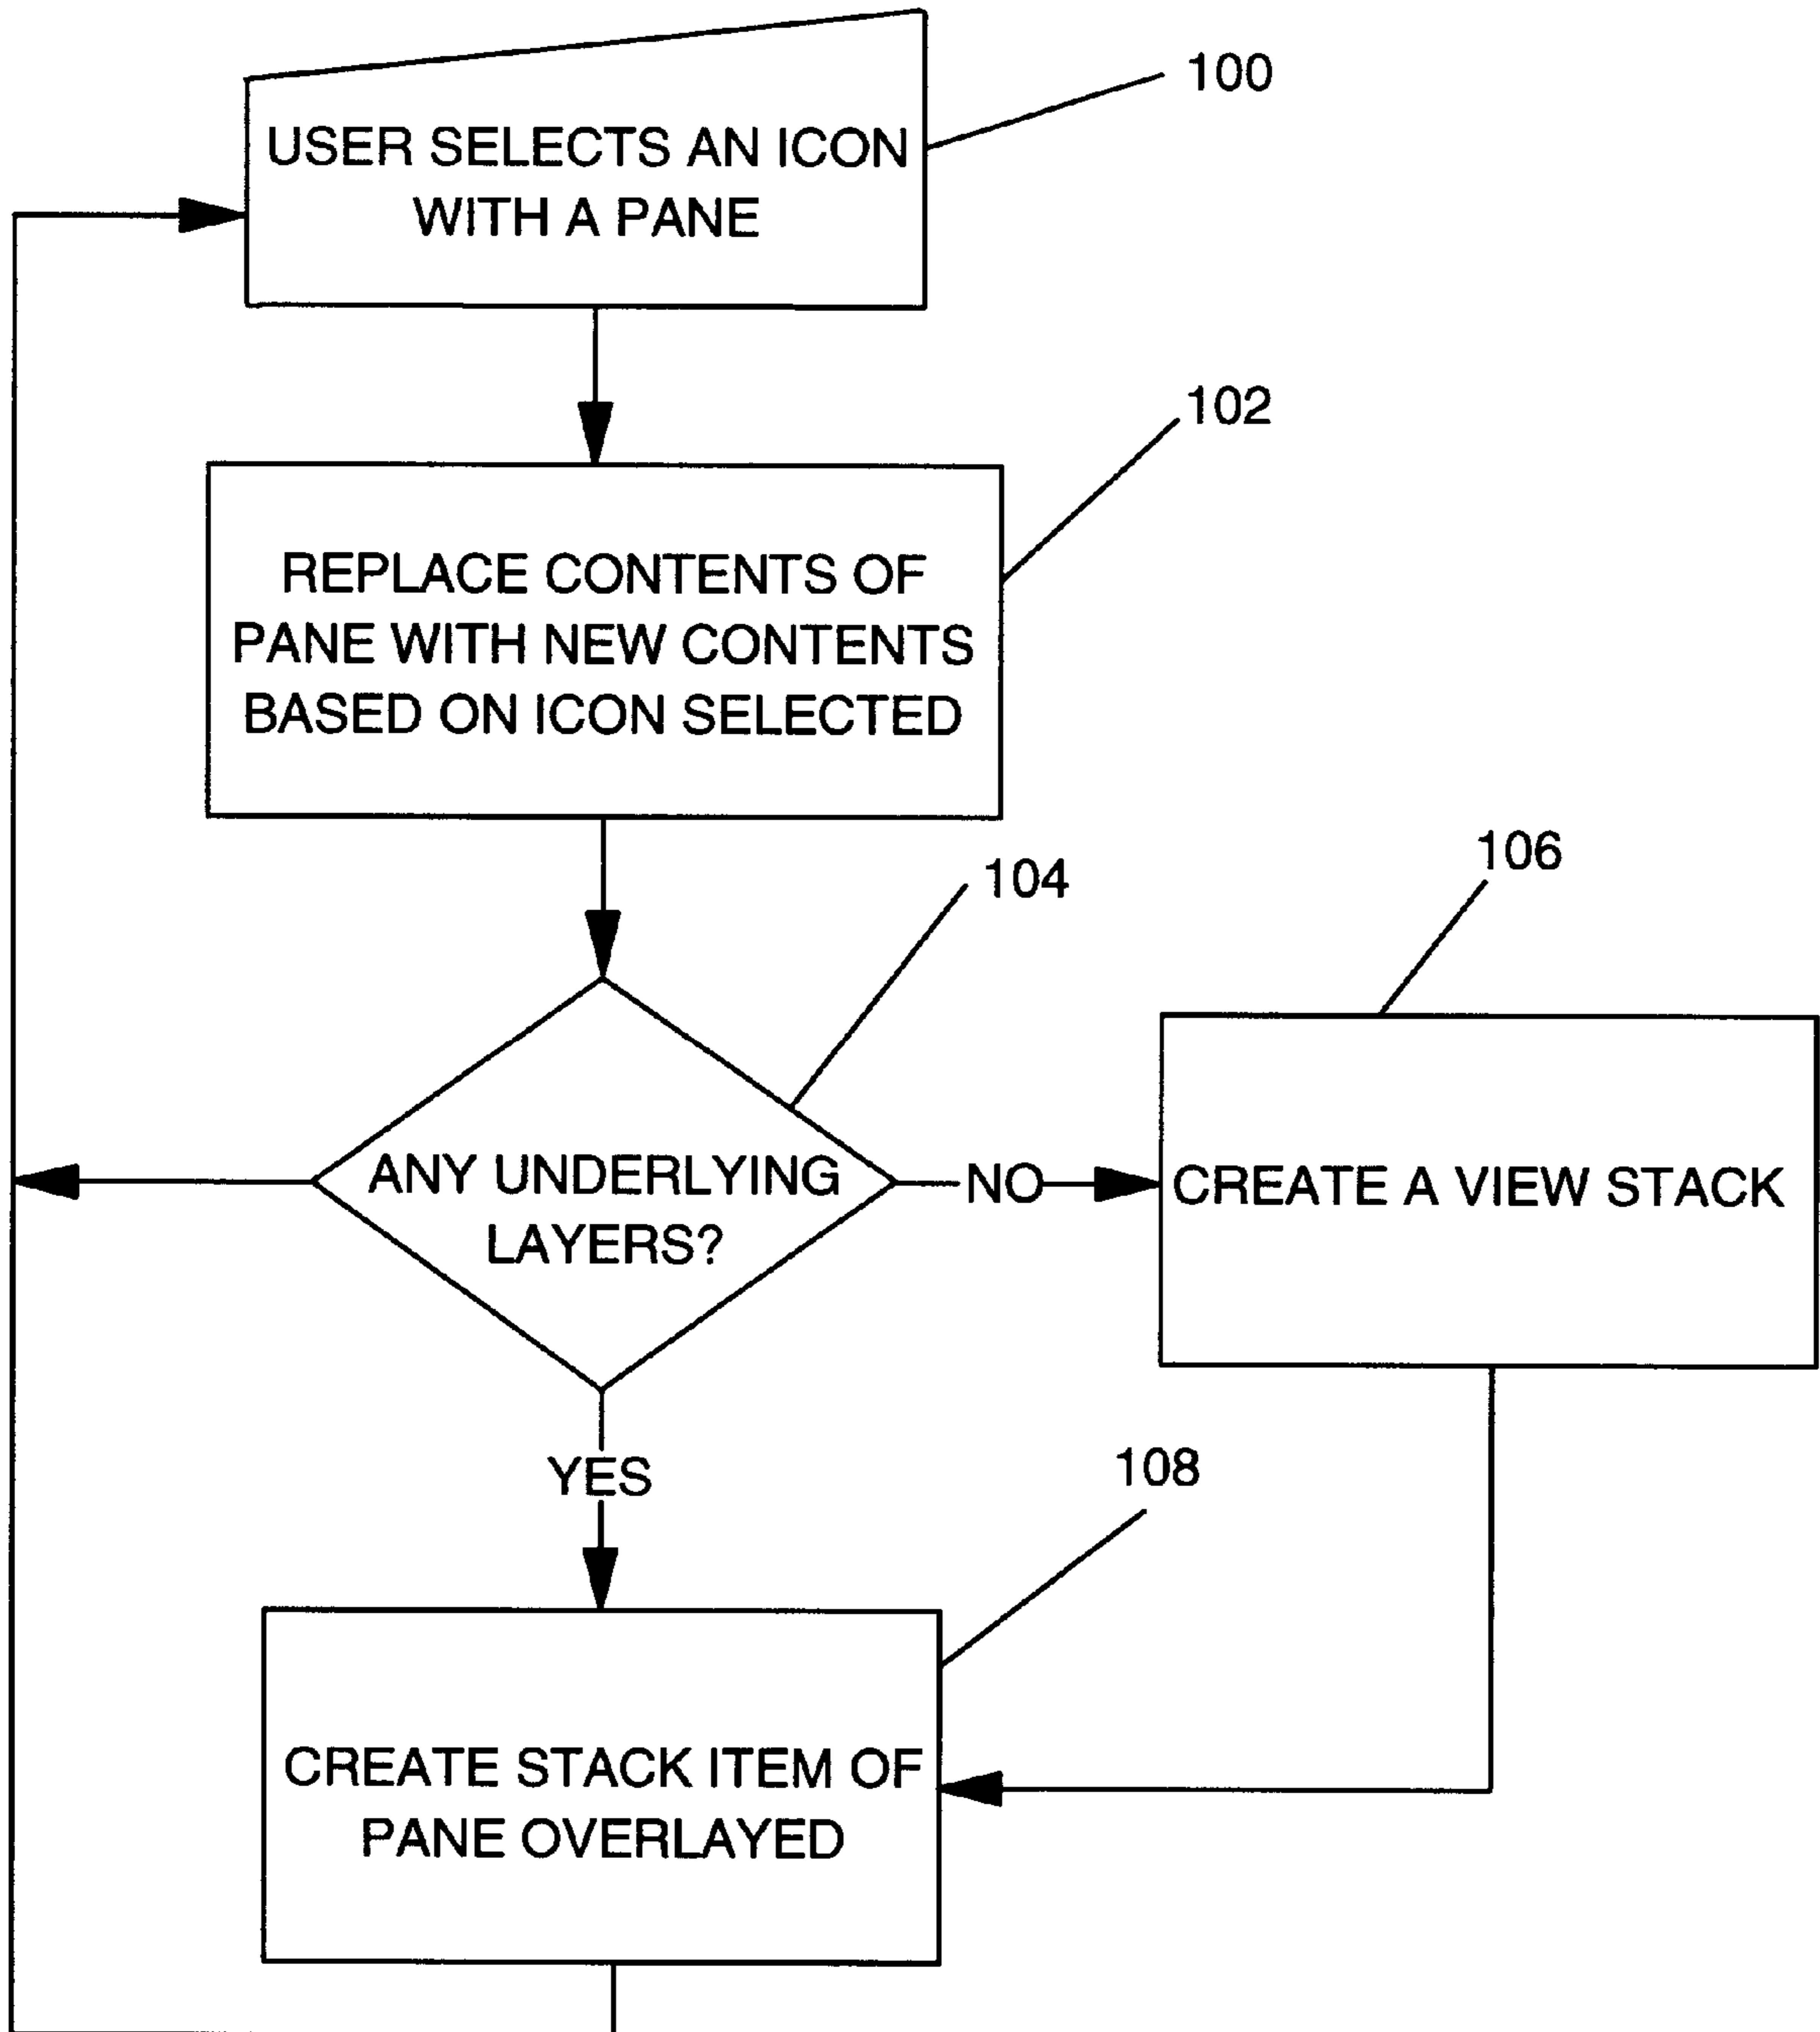 100
USER SELECTS AN ICON
WITH A PANE
102
REPLACE CONTENTS OF
PANE WITH NEW CONTENTS
BASED ON ICON SELECTED
104
106
ANY UNDERLYING
LAYERS?
NO
CREATE A VIEW STACK
YES
108
CREATE STACK ITEM OF
PANE OVERLAYED